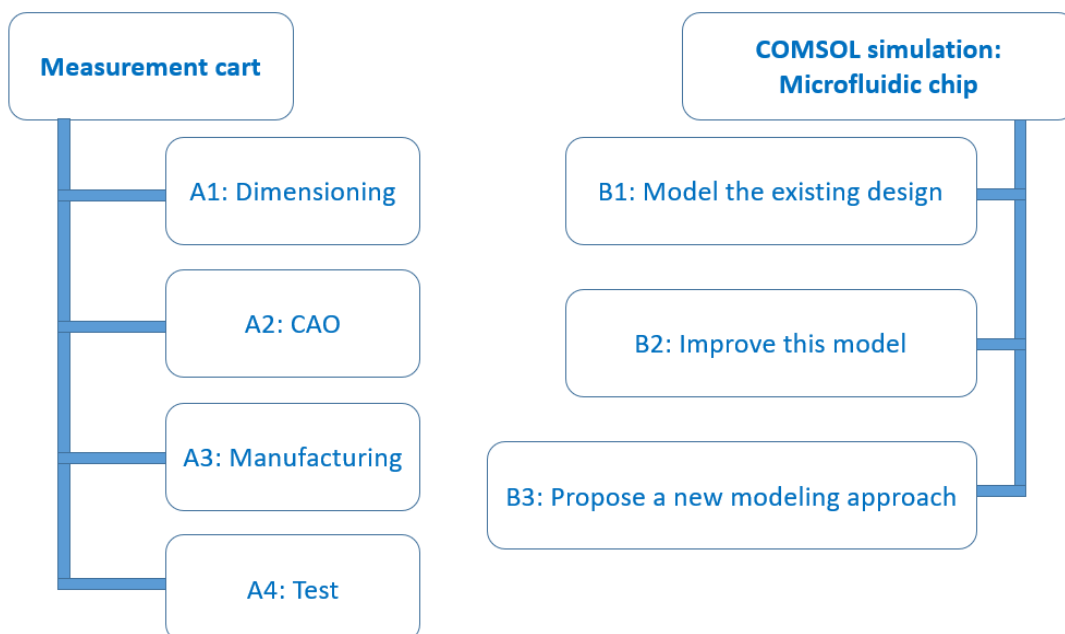 Measurement cart
A1: Dimensioning
A2: CAO
A3: Manufacturing
A4: Test
COMSOL simulation:
Microfluidic chip
B1: Model the existing design
B2: Improve this model
B3: Propose a new modeling approach